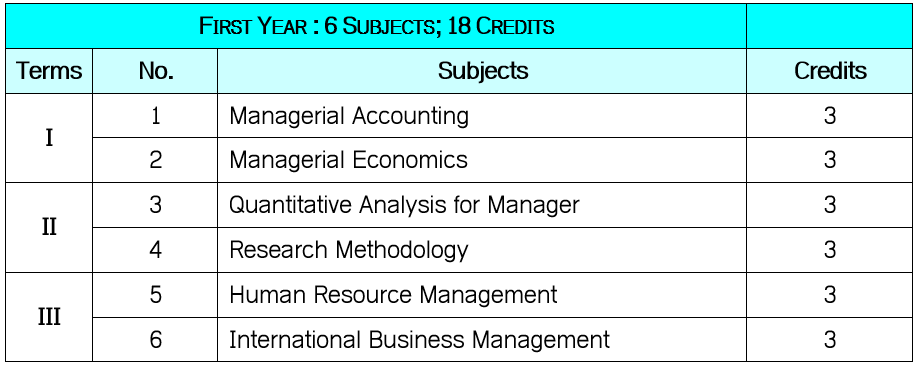 FIRST YEAR : 6 SUBJECTS; 18 CREDITS
Terms No. Subjects Credits
I
1 Managerial Accounting 3
2 Managerial Economics 3
II
3 Quantitative Analysis for Manager 3
4 Research Methodology 3
III
5 Human Resource Management 3
6 International Business Management 3